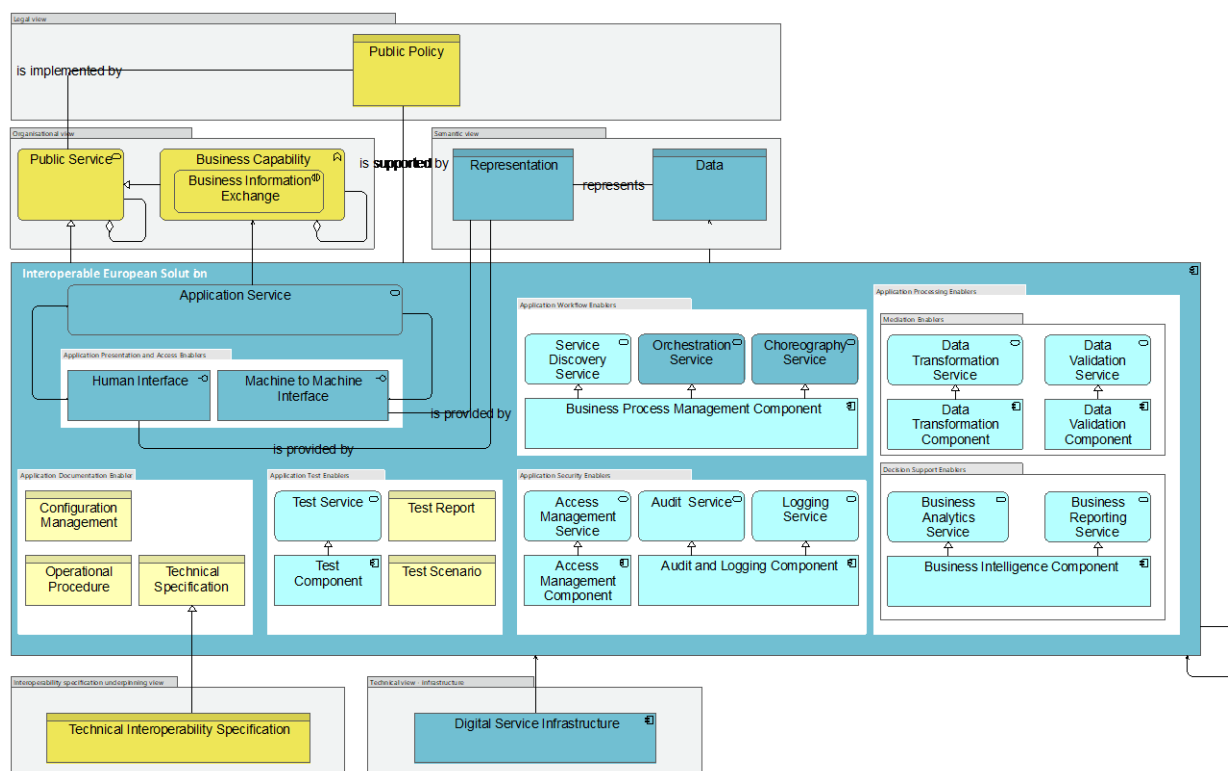 Legal view
Public Policy
is implemented by
Organisational view
Public Service
Business Capability
Business Information
Exchange
Semantic view
is supported by
Representation
represents
Data
Interoperable European Solut bn
Application Service
Application Presentation and Access Enablers
Human Interface
Machine to Machine
Interface
is provided by
is provided by
Application Workflow Enablers
Service
Discovery
Service
Orchestration
Service
Choreography
Service
Business Process Management Component
Application Processing Enablers
Mediation Enablers
Data
Transformation
Service
Data
Validation
Service
Data
Transformation
Component
Data
Validation
Component
Decision Support Enablers
Business
Analytics
Service
Business
Reporting
Service
Business Intelligence Component
Application Documentation Enabler
Configuration
Management
Operational
Procedure
Technical
Specification
Application Test Enablers
Test Service
Test Report
Test
Component
Test Scenario
Application Security Enablers
Access
Management
Service
Audit Service
Logging
Service
Access
Management
Component
Audit and Logging Component
Interoperability specification underpinning view
Technical Interoperability Specification
Technical view - infrastructure
Digital Service Infrastructure